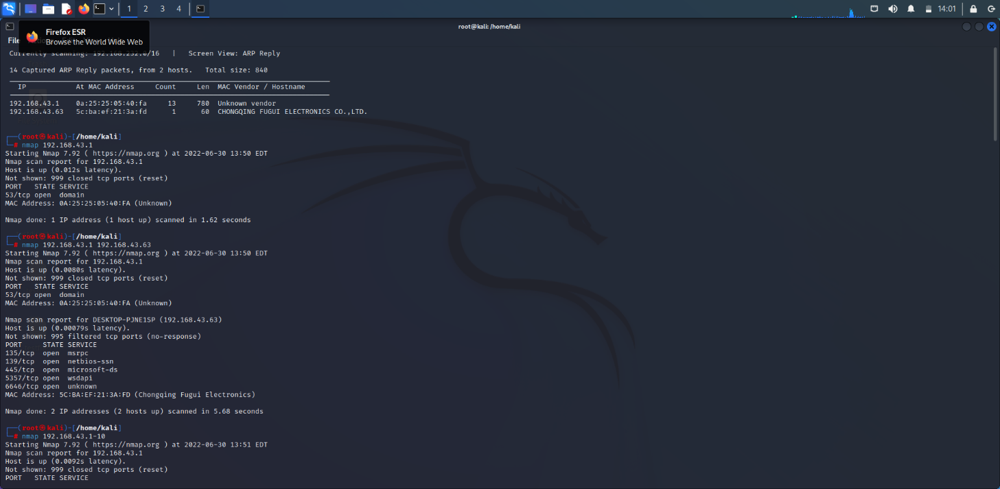 1 2 3 4
14:01
root@kali: /home/kali
Firefox ESR
Browse the World Wide Web
File
Currently scanning: 192.168.232.0/16 | Screen View: ARP Reply
14 Captured ARP Reply packets, from 2 hosts. Total size: 840
IP At MAC Address Count Len MAC Vendor / Hostname
192.168.43.1 0a:25:25:05:40:fa 13 780 Unknown vendor
192.168.43.63 5c:ba:ef:21:3a:fd 1 60 CHONGQING FUGUI ELECTRONICS CO.,LTD.
┌──(root㉿kali)-[/home/kali]
└─# nmap 192.168.43.1
Starting Nmap 7.92 ( https://nmap.org ) at 2022-06-30 13:50 EDT
Nmap scan report for 192.168.43.1
Host is up (0.012s latency).
Not shown: 999 closed tcp ports (reset)
PORT STATE SERVICE
53/tcp open domain
MAC Address: 0A:25:25:05:40:FA (Unknown)
Nmap done: 1 IP address (1 host up) scanned in 1.62 seconds
┌──(root㉿kali)-[/home/kali]
└─# nmap 192.168.43.1 192.168.43.63
Starting Nmap 7.92 ( https://nmap.org ) at 2022-06-30 13:50 EDT
Nmap scan report for 192.168.43.1
Host is up (0.0080s latency).
Not shown: 999 closed tcp ports (reset)
PORT STATE SERVICE
53/tcp open domain
MAC Address: 0A:25:25:05:40:FA (Unknown)
Nmap scan report for DESKTOP-PJNE1SP (192.168.43.63)
Host is up (0.00079s latency).
Not shown: 995 filtered tcp ports (no-response)
PORT STATE SERVICE
135/tcp open msrpc
139/tcp open netbios-ssn
445/tcp open microsoft-ds
5357/tcp open wsdapi
6646/tcp open unknown
MAC Address: 5C:BA:EF:21:3A:FD (Chongqing Fugui Electronics)
Nmap done: 2 IP addresses (2 hosts up) scanned in 5.68 seconds
┌──(root㉿kali)-[/home/kali]
└─# nmap 192.168.43.1-10
Starting Nmap 7.92 ( https://nmap.org ) at 2022-06-30 13:51 EDT
Nmap scan report for 192.168.43.1
Host is up (0.0092s latency).
Not shown: 999 closed tcp ports (reset)
PORT STATE SERVICE